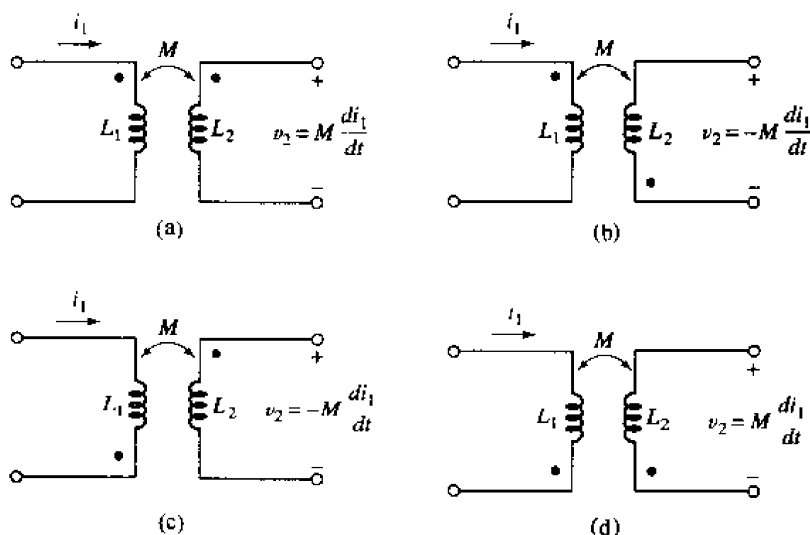 i₁
M
L₁ L₂ v₂ = M di₁/dt
+
−
(a)
i₁
M
L₁ L₂ v₂ = −M di₁/dt
+
−
(b)
i₁
M
L₁ L₂ v₂ = −M di₁/dt
+
−
(c)
i₁
M
L₁ L₂ v₂ = M di₁/dt
+
−
(d)